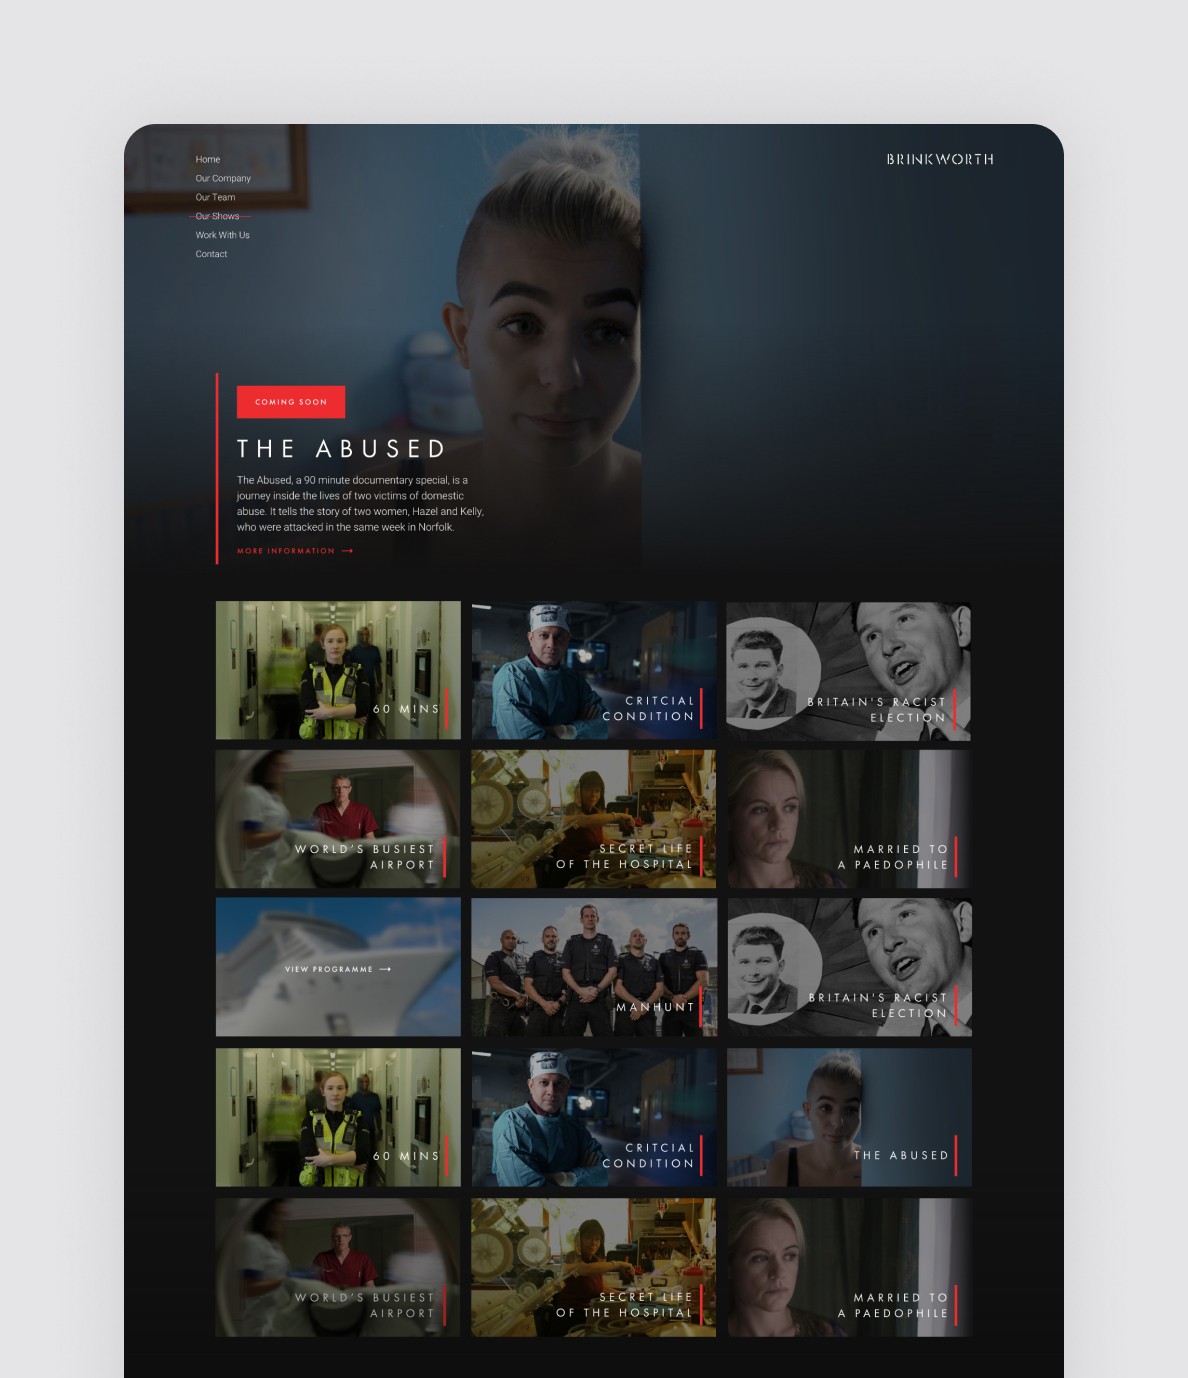 Home
Our Company
Our Team
Our Shows
Work With Us
Contact
BRINKWORTH
COMING SOON
THE ABUSED
The Abused, a 90 minute documentary special, is a
journey inside the lives of two victims of domestic
abuse. It tells the story of two women, Hazel and Kelly,
who were attacked in the same week in Norfolk.
MORE INFORMATION →
60 MINS
CRITCIAL
CONDITION
BRITAIN'S RACIST
ELECTION
WORLD'S BUSIEST
AIRPORT
SECRET LIFE
OF THE HOSPITAL
MARRIED TO
A PAEDOPHILE
VIEW PROGRAMME →
MANHUNT
BRITAIN'S RACIST
ELECTION
60 MINS
CRITCIAL
CONDITION
THE ABUSED
WORLD'S BUSIEST
AIRPORT
SECRET LIFE
OF THE HOSPITAL
MARRIED TO
A PAEDOPHILE